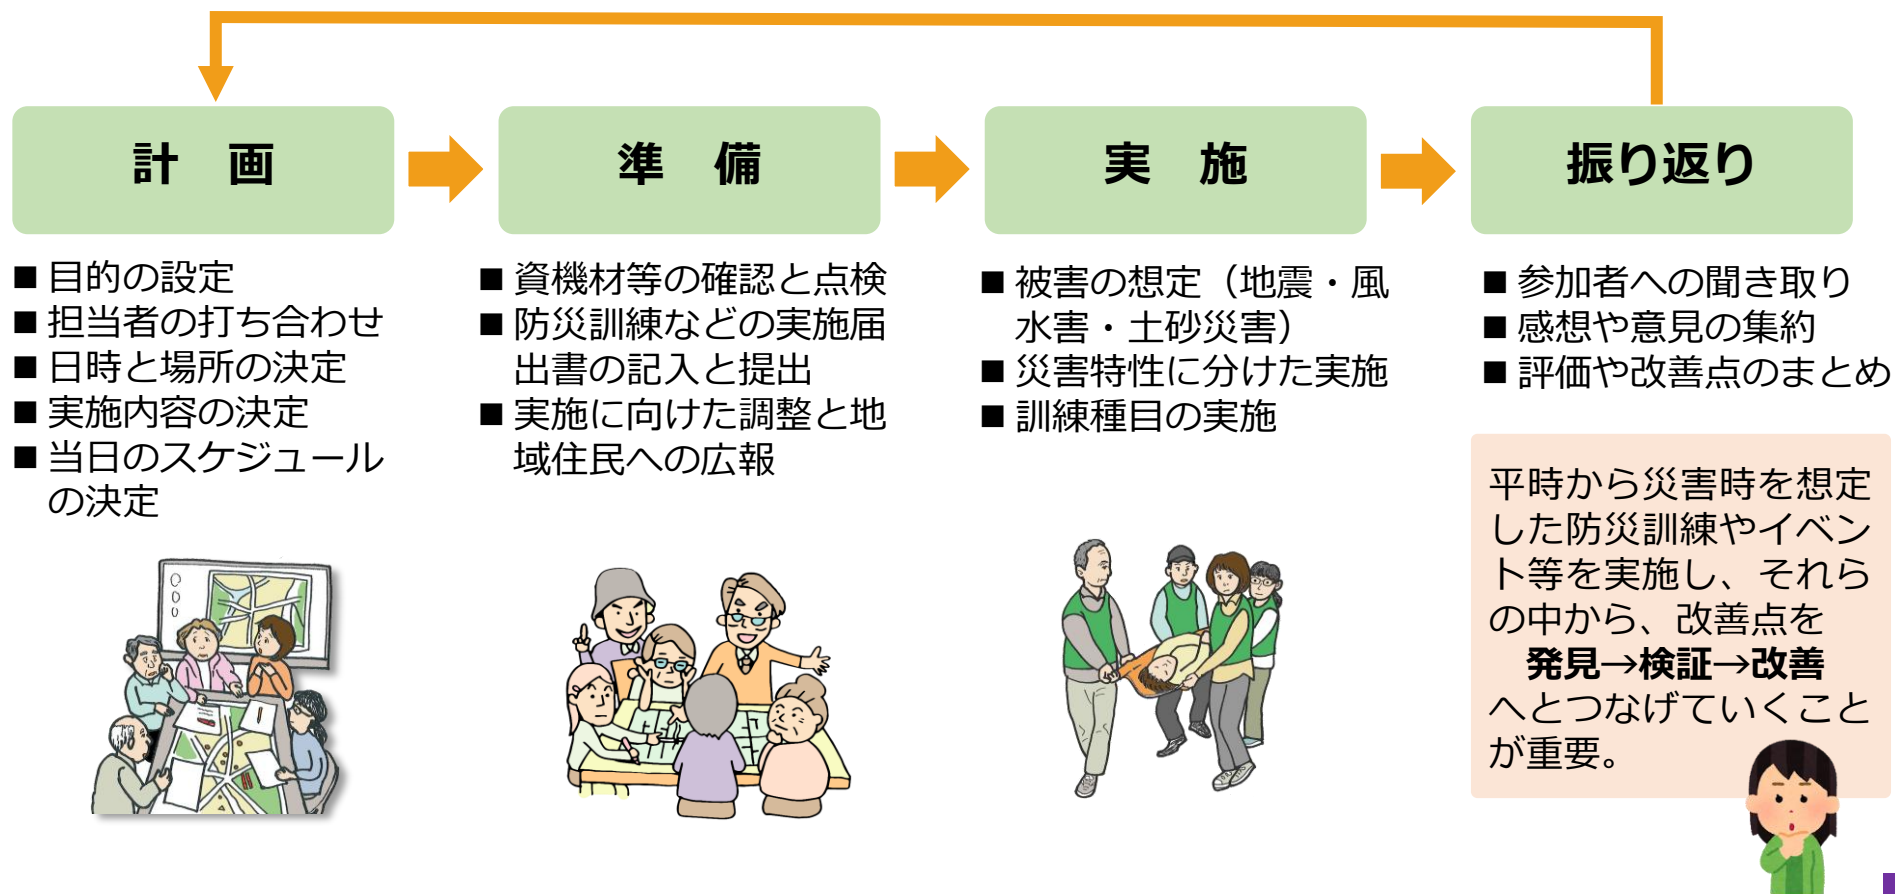 計　画
準　備
実　施
振り返り
■ 目的の設定
■ 担当者の打ち合わせ
■ 日時と場所の決定
■ 実施内容の決定
■ 当日のスケジュール
の決定
■ 資機材等の確認と点検
■ 防災訓練などの実施届
出書の記入と提出
■ 実施に向けた調整と地
域住民への広報
■ 被害の想定（地震・風
水害・土砂災害）
■ 災害特性に分けた実施
■ 訓練種目の実施
■ 参加者への聞き取り
■ 感想や意見の集約
■ 評価や改善点のまとめ
平時から災害時を想定
した防災訓練やイベン
ト等を実施し、それら
の中から、改善点を
発見→検証→改善
へとつなげていくこと
が重要。